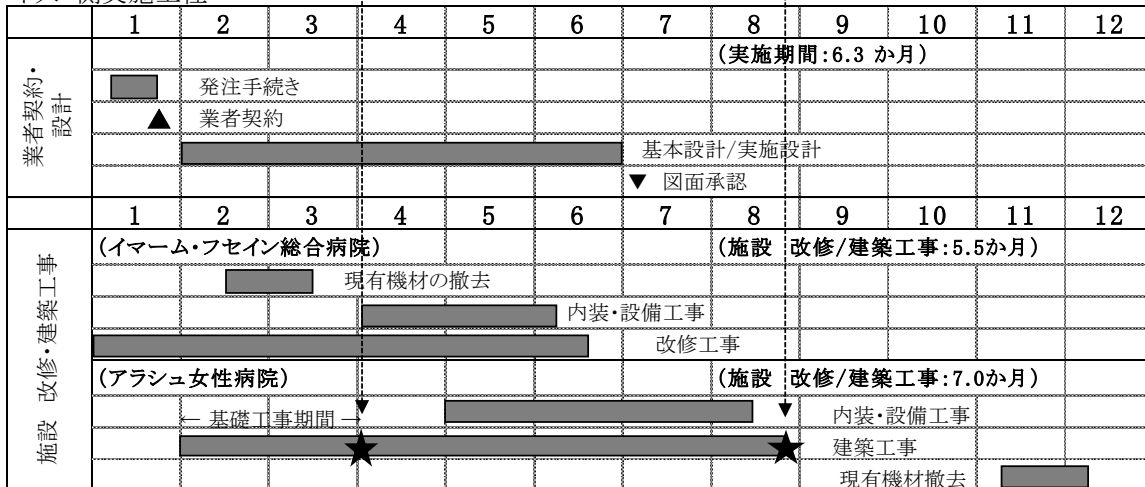 イラン側実施工程
1 2 3 4 5 6 7 8 9 10 11 12
業者契約・設計
(実施期間:6.3 か月)
発注手続き
▲ 業者契約
基本設計/実施設計
▼ 図面承認
1 2 3 4 5 6 7 8 9 10 11 12
施設 改修・建築工事
(イマーム・フセイン総合病院) (施設 改修/建築工事:5.5か月)
現有機材の撤去
内装・設備工事
改修工事
(アラシュ女性病院) (施設 改修/建築工事:7.0か月)
← 基礎工事期間 → 内装・設備工事
建築工事
現有機材撤去